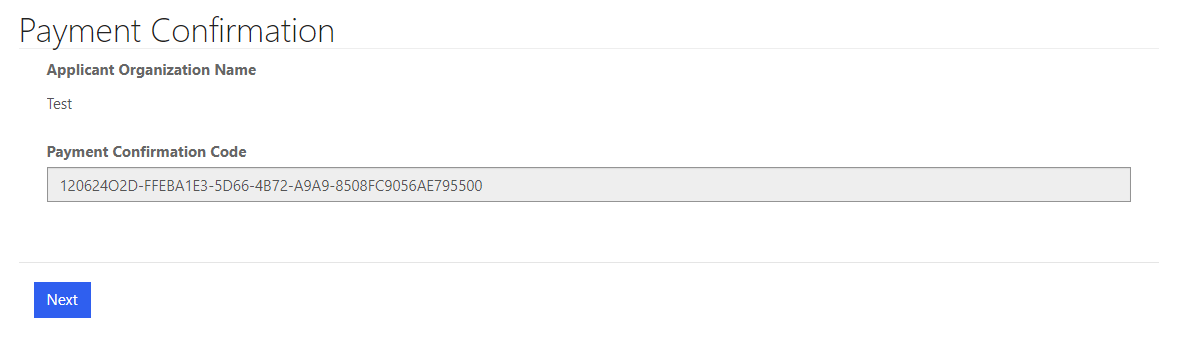 Payment Confirmation
Applicant Organization Name
Test
Payment Confirmation Code
120624O2D-FFEBA1E3-5D66-4B72-A9A9-8508FC9056AE795500
Next